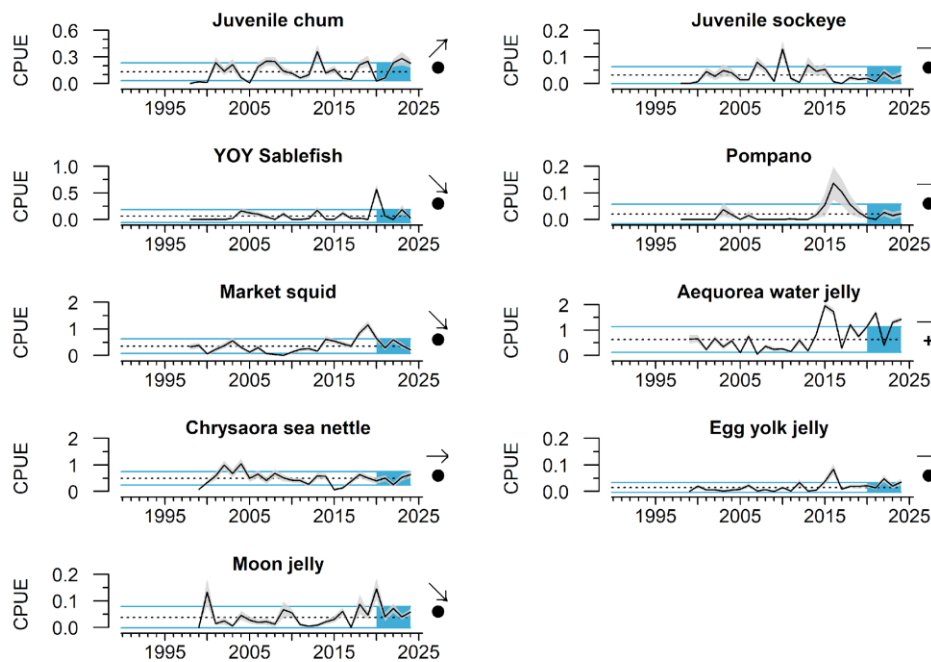 Juvenile chum
CPUE
0.6
0.3
0.0
1995 2005 2015 2025
Juvenile sockeye
CPUE
0.2
0.1
0.0
1995 2005 2015 2025
YOY Sablefish
CPUE
1.0
0.5
0.0
1995 2005 2015 2025
Pompano
CPUE
0.2
0.1
0.0
1995 2005 2015 2025
Market squid
CPUE
2
1
0
1995 2005 2015 2025
Aequorea water jelly
CPUE
2
1
0
+
1995 2005 2015 2025
Chrysaora sea nettle
CPUE
2
1
0
1995 2005 2015 2025
Egg yolk jelly
CPUE
0.2
0.1
0.0
1995 2005 2015 2025
Moon jelly
CPUE
0.2
0.1
0.0
1995 2005 2015 2025